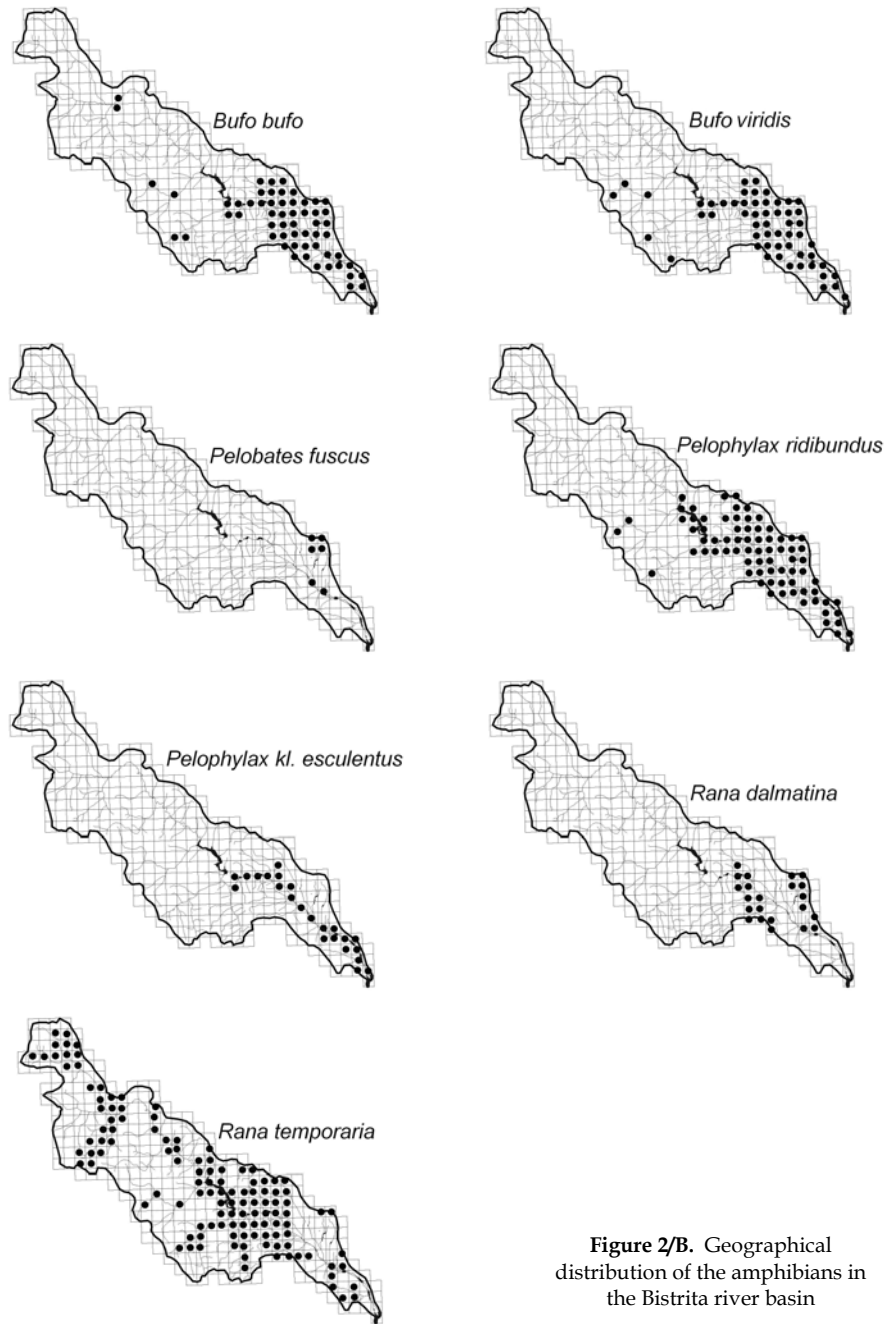 Bufo bufo
Bufo viridis
Pelobates fuscus
Pelophylax ridibundus
Pelophylax kl. esculentus
Rana dalmatina
Rana temporaria
Figure 2/B. Geographical
distribution of the amphibians in
the Bistrita river basin